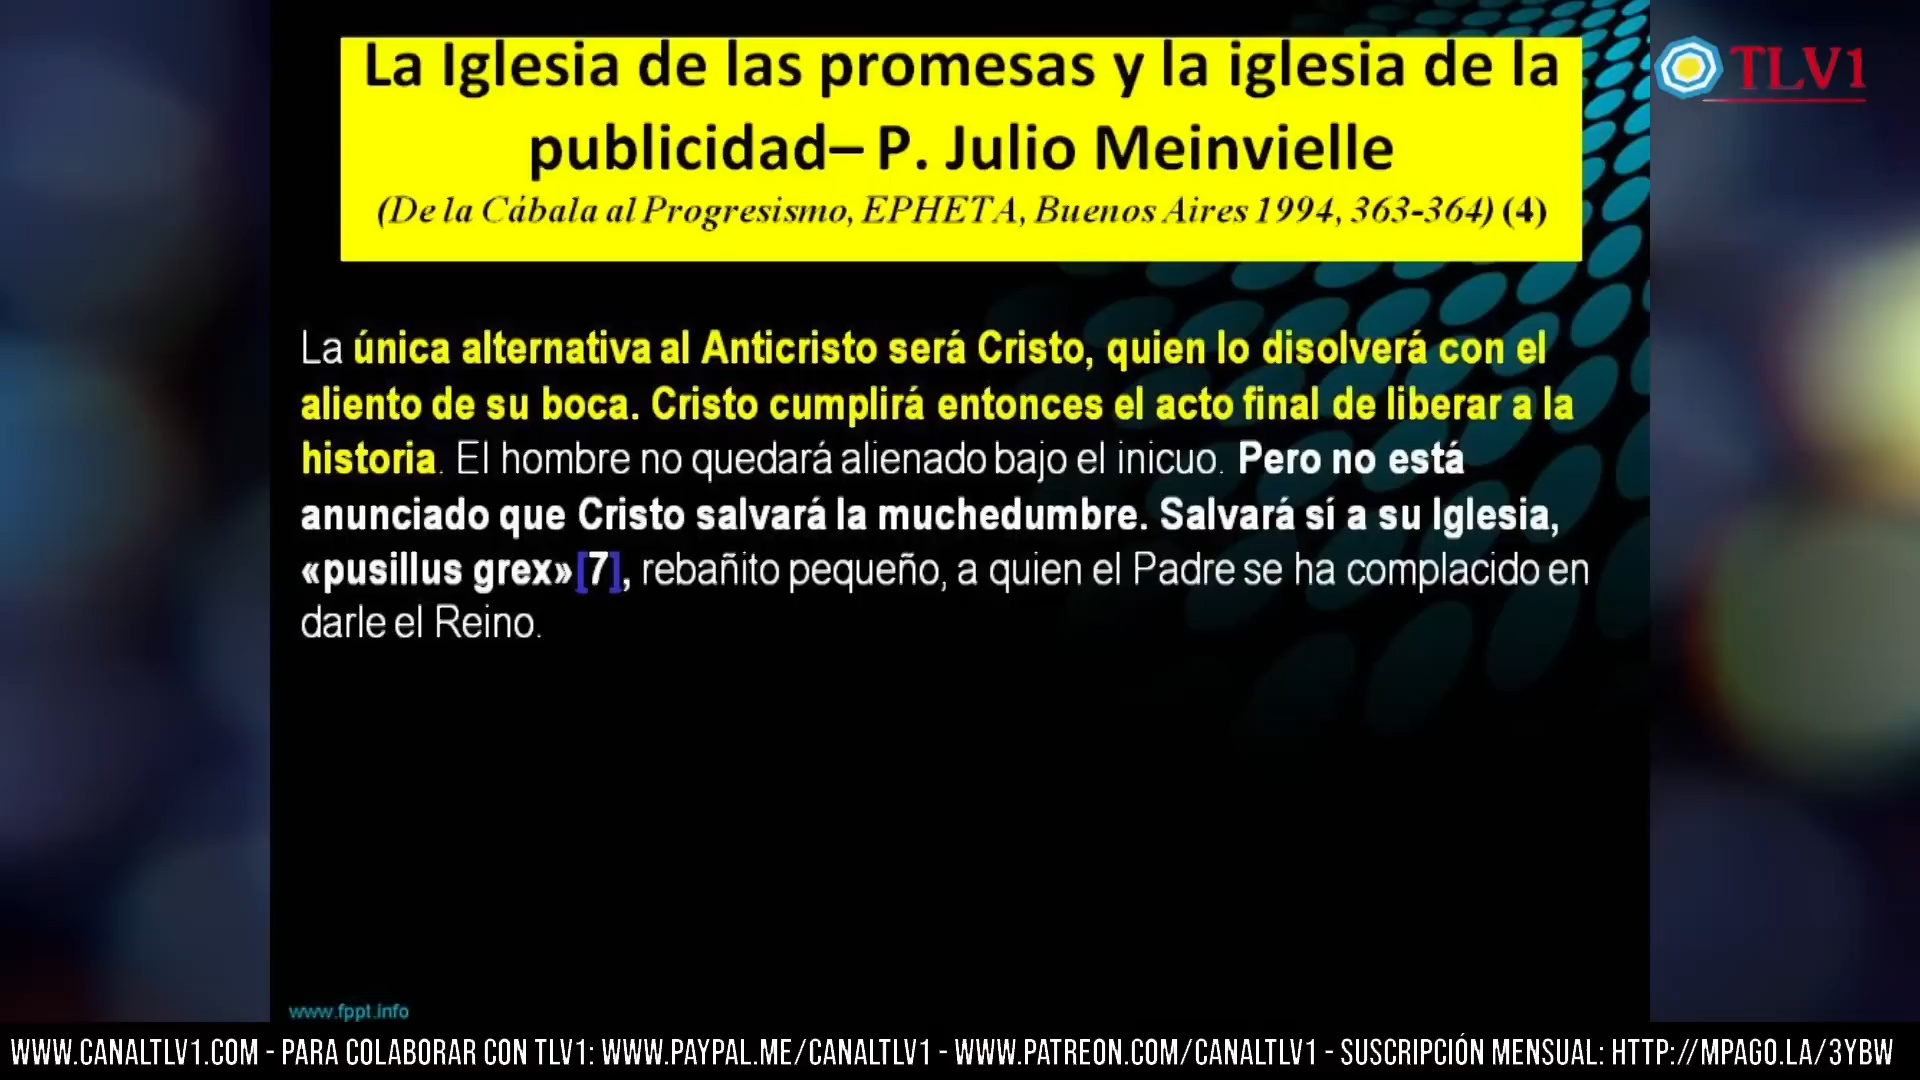 La Iglesia de las promesas y la iglesia de la
publicidad– P. Julio Meinvielle
(De la Cábala al Progresismo, EPHETA, Buenos Aires 1994, 363-364) (4)
TLV1
La única alternativa al Anticristo será Cristo, quien lo disolverá con el
aliento de su boca. Cristo cumplirá entonces el acto final de liberar a la
historia. El hombre no quedará alienado bajo el inicuo. Pero no está
anunciado que Cristo salvará la muchedumbre. Salvará sí a su Iglesia,
«pusillus grex»[7], rebañito pequeño, a quien el Padre se ha complacido en
darle el Reino.
www.fppt.info
WWW.CANALTLV1.COM - PARA COLABORAR CON TLV1: WWW.PAYPAL.ME/CANALTLV1 - WWW.PATREON.COM/CANALTLV1 - SUSCRIPCIÓN MENSUAL: HTTP://MPAGO.LA/3YBW